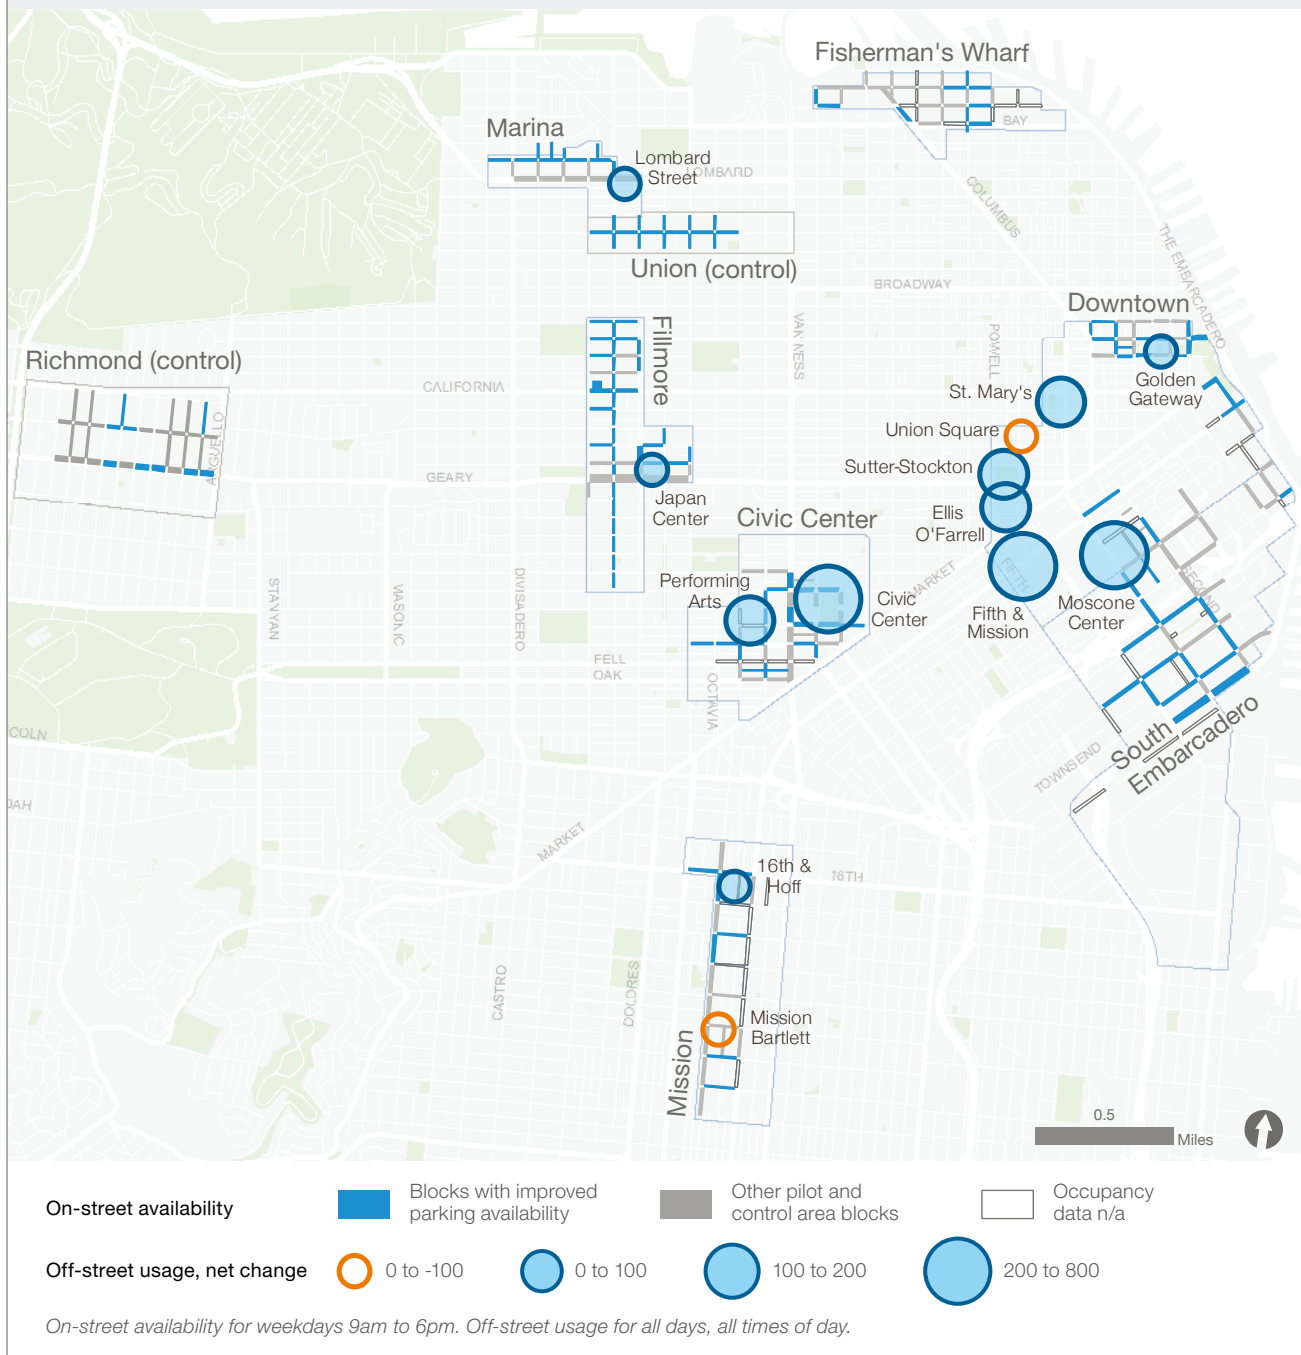 Fisherman's Wharf
BAY
Marina
Lombard
Street
LOMBARD
COLUMBUS
THE EMBARCADERO
Union (control)
BROADWAY
Downtown
VAN NESS
POWELL
Fillmore
Richmond (control)
CALIFORNIA
Golden
Gateway
St. Mary's
Union Square
ARGUELLO
Sutter-Stockton
GEARY
Japan
Center
Ellis
O'Farrell
Civic Center
Performing
Arts
Civic
Center
MARKET
FIFTH
Fifth &
Mission
Moscone
Center
SECOND
STANYAN
MASONIC
DIVISADERO
FELL
OAK
OCTAVIA
South
Embarcadero
TOWNSEND
COLN
DAH
MARKET
16th &
Hoff
16TH
CASTRO
DOLORES
Mission
Mission
Bartlett
0.5
Miles
On-street availability
Blocks with improved
parking availability
Other pilot and
control area blocks
Occupancy
data n/a
Off-street usage, net change
0 to -100
0 to 100
100 to 200
200 to 800
On-street availability for weekdays 9am to 6pm. Off-street usage for all days, all times of day.